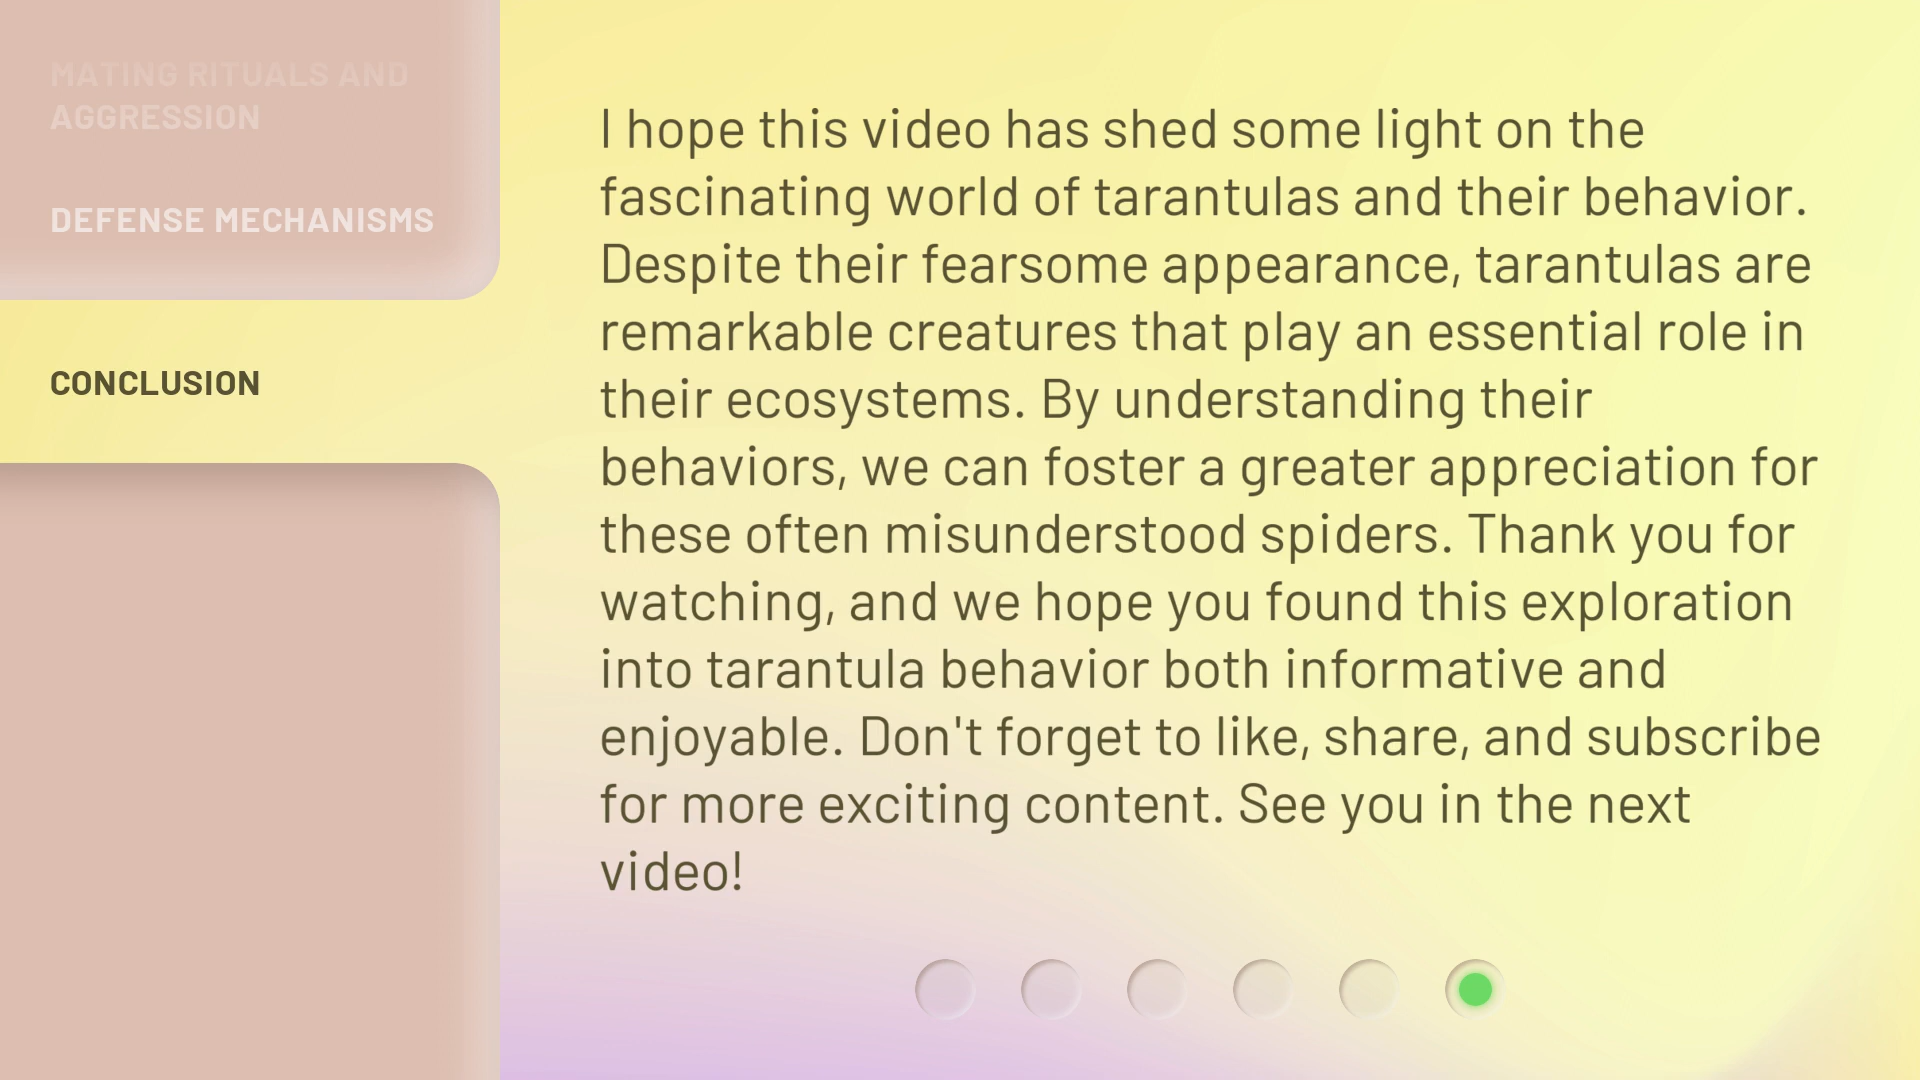 MATING RITUALS AND
AGGRESSION
DEFENSE MECHANISMS
CONCLUSION
I hope this video has shed some light on the
fascinating world of tarantulas and their behavior.
Despite their fearsome appearance, tarantulas are
remarkable creatures that play an essential role in
their ecosystems. By understanding their
behaviors, we can foster a greater appreciation for
these often misunderstood spiders. Thank you for
watching, and we hope you found this exploration
into tarantula behavior both informative and
enjoyable. Don't forget to like, share, and subscribe
for more exciting content. See you in the next
video!